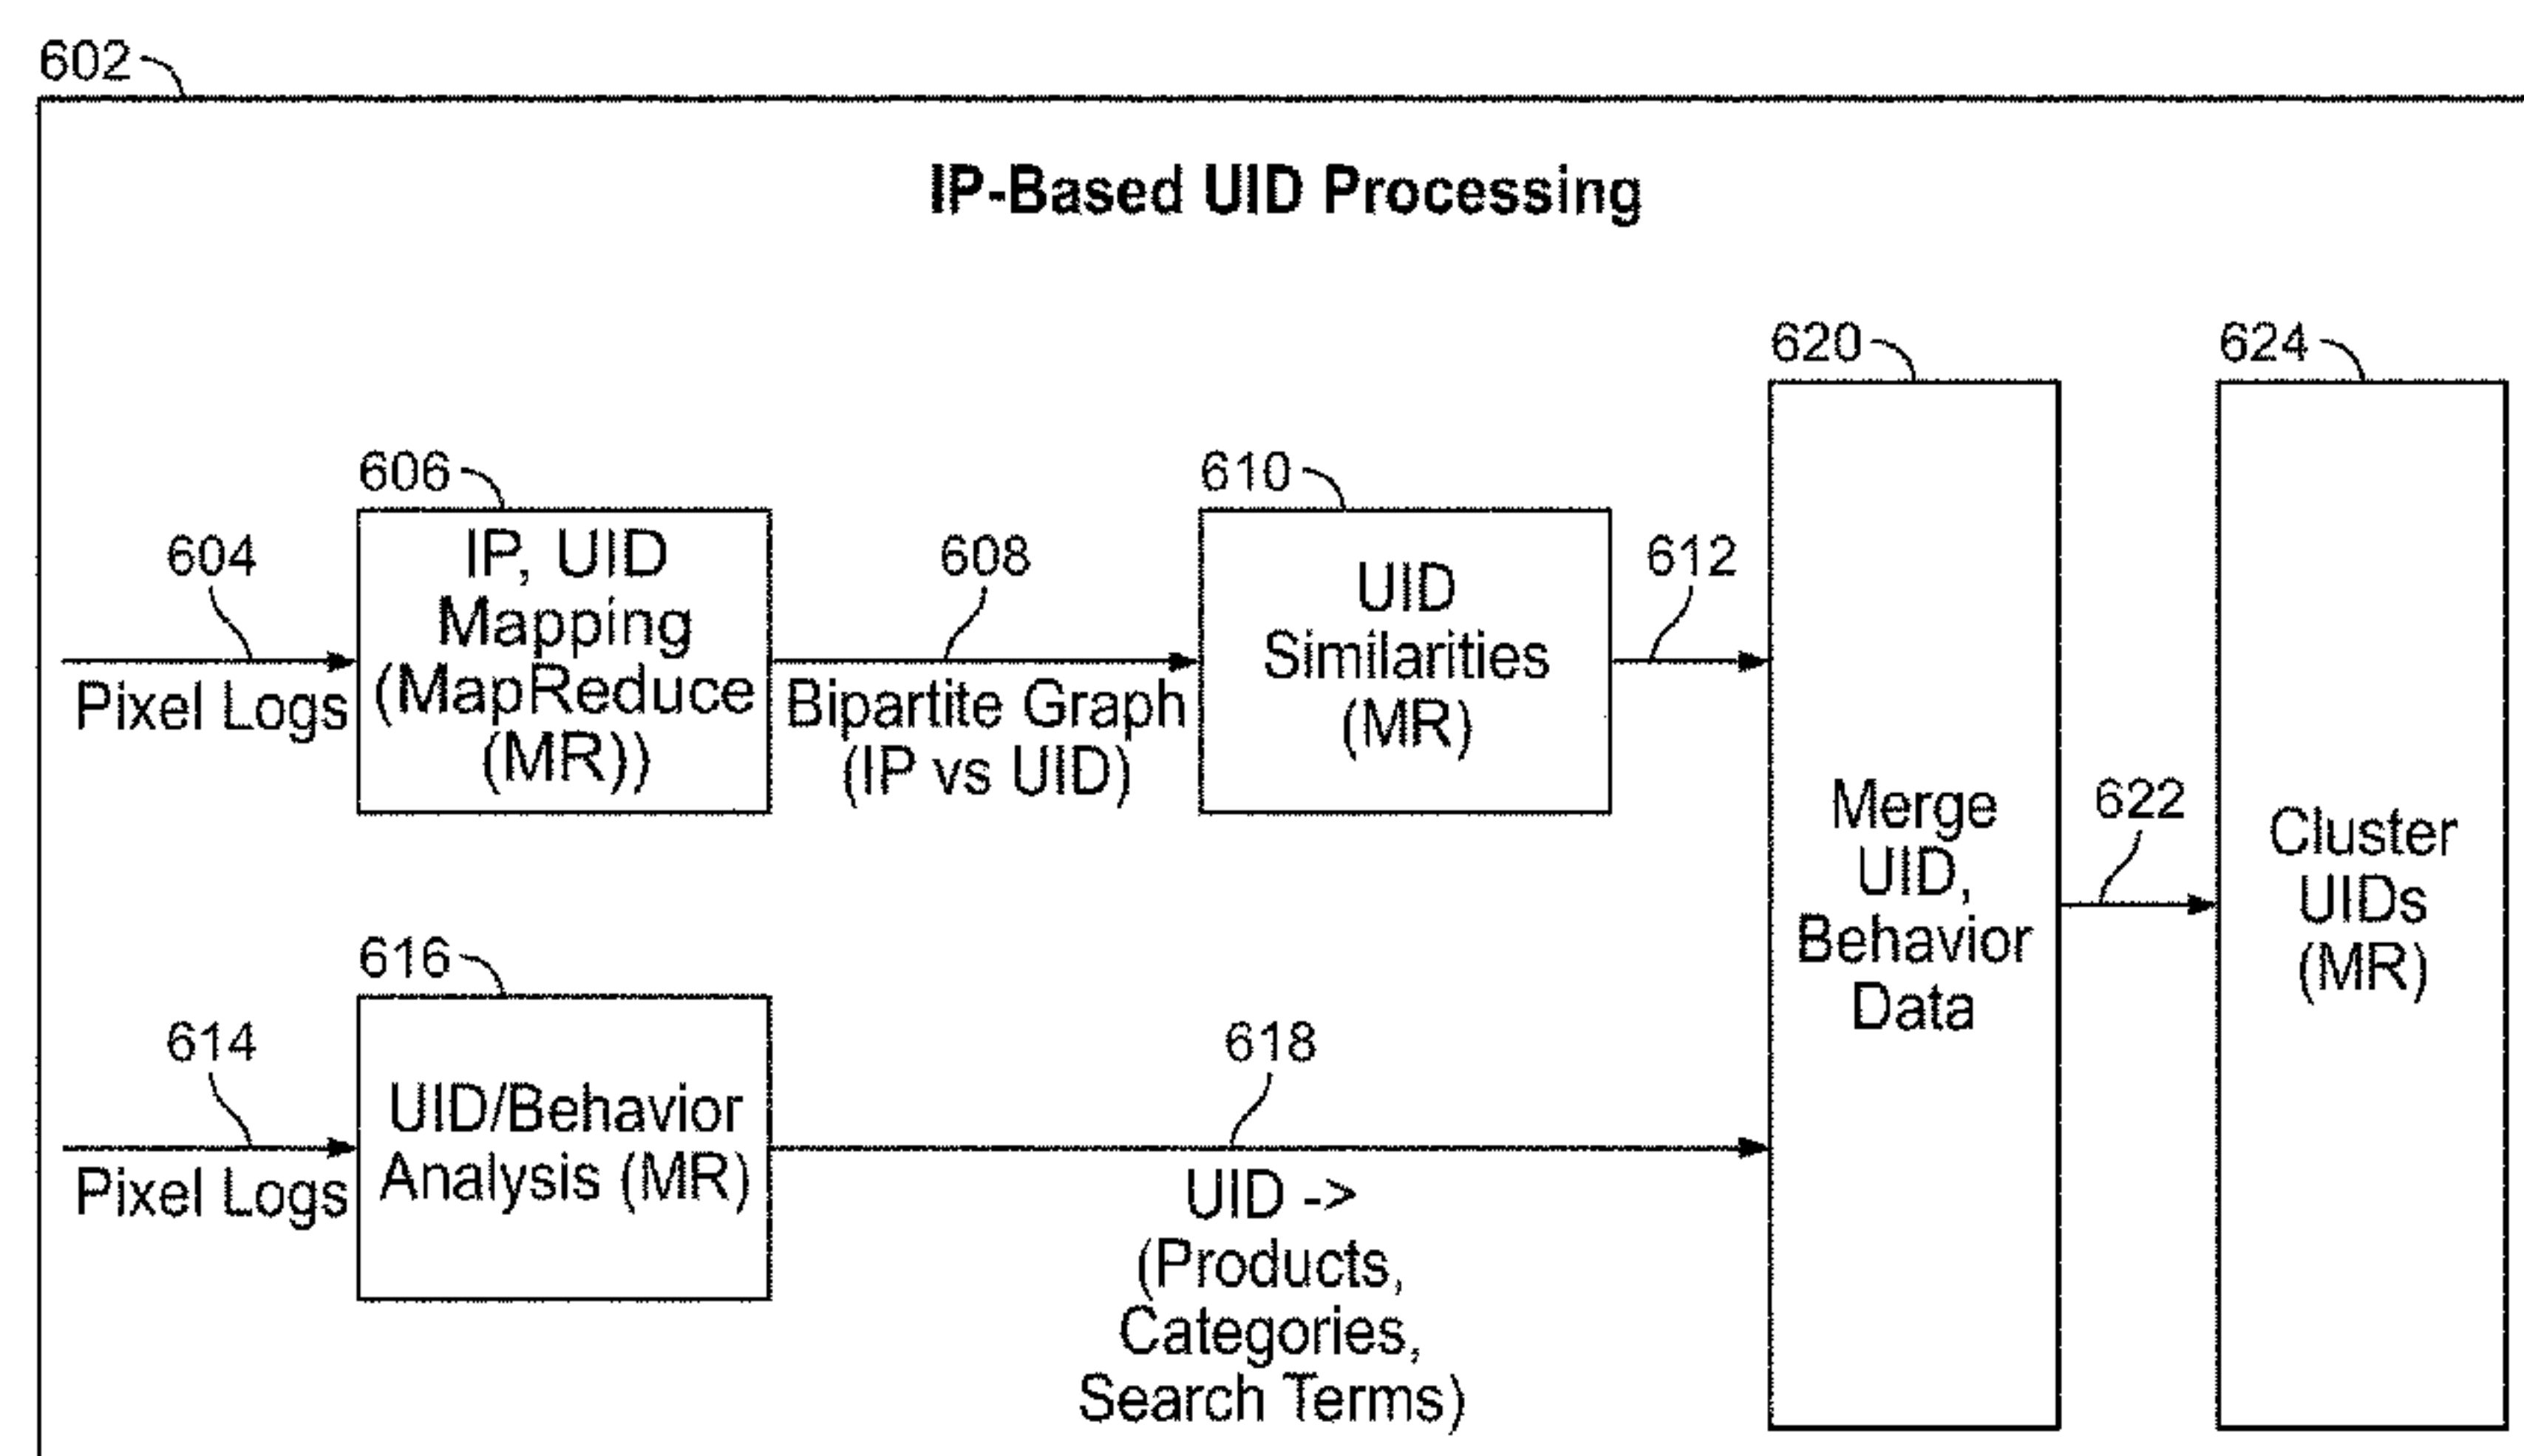 602
IP-Based UID Processing
620
624
606
610
604
IP, UID
Mapping
(MapReduce
(MR))
608
UID
Similarities
(MR)
612
Pixel Logs
Bipartite Graph
(IP vs UID)
Merge
UID,
Behavior
Data
622
Cluster
UIDs
(MR)
616
614
UID/Behavior
Analysis (MR)
618
Pixel Logs
UID ->
(Products,
Categories,
Search Terms)